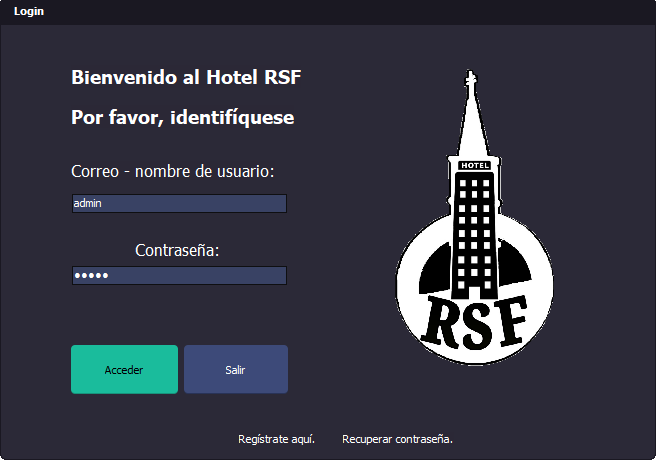 Login
Bienvenido al Hotel RSF
Por favor, identifíquese
Correo - nombre de usuario:
admin
Contraseña:
●●●●●
Acceder
Salir
HOTEL
RSF
Regístrate aquí.
Recuperar contraseña.